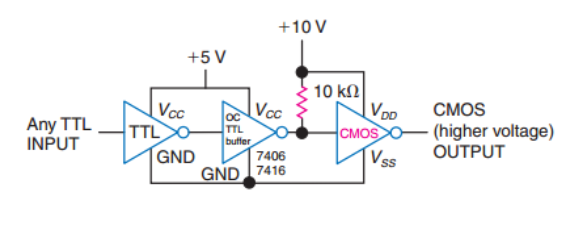 +10 V
+5 V
10 kΩ
Any TTL
INPUT
TTL
VCC
GND
OC
TTL
buffer
VCC
GND
7406
7416
CMOS
VDD
VSS
CMOS
(higher voltage)
OUTPUT